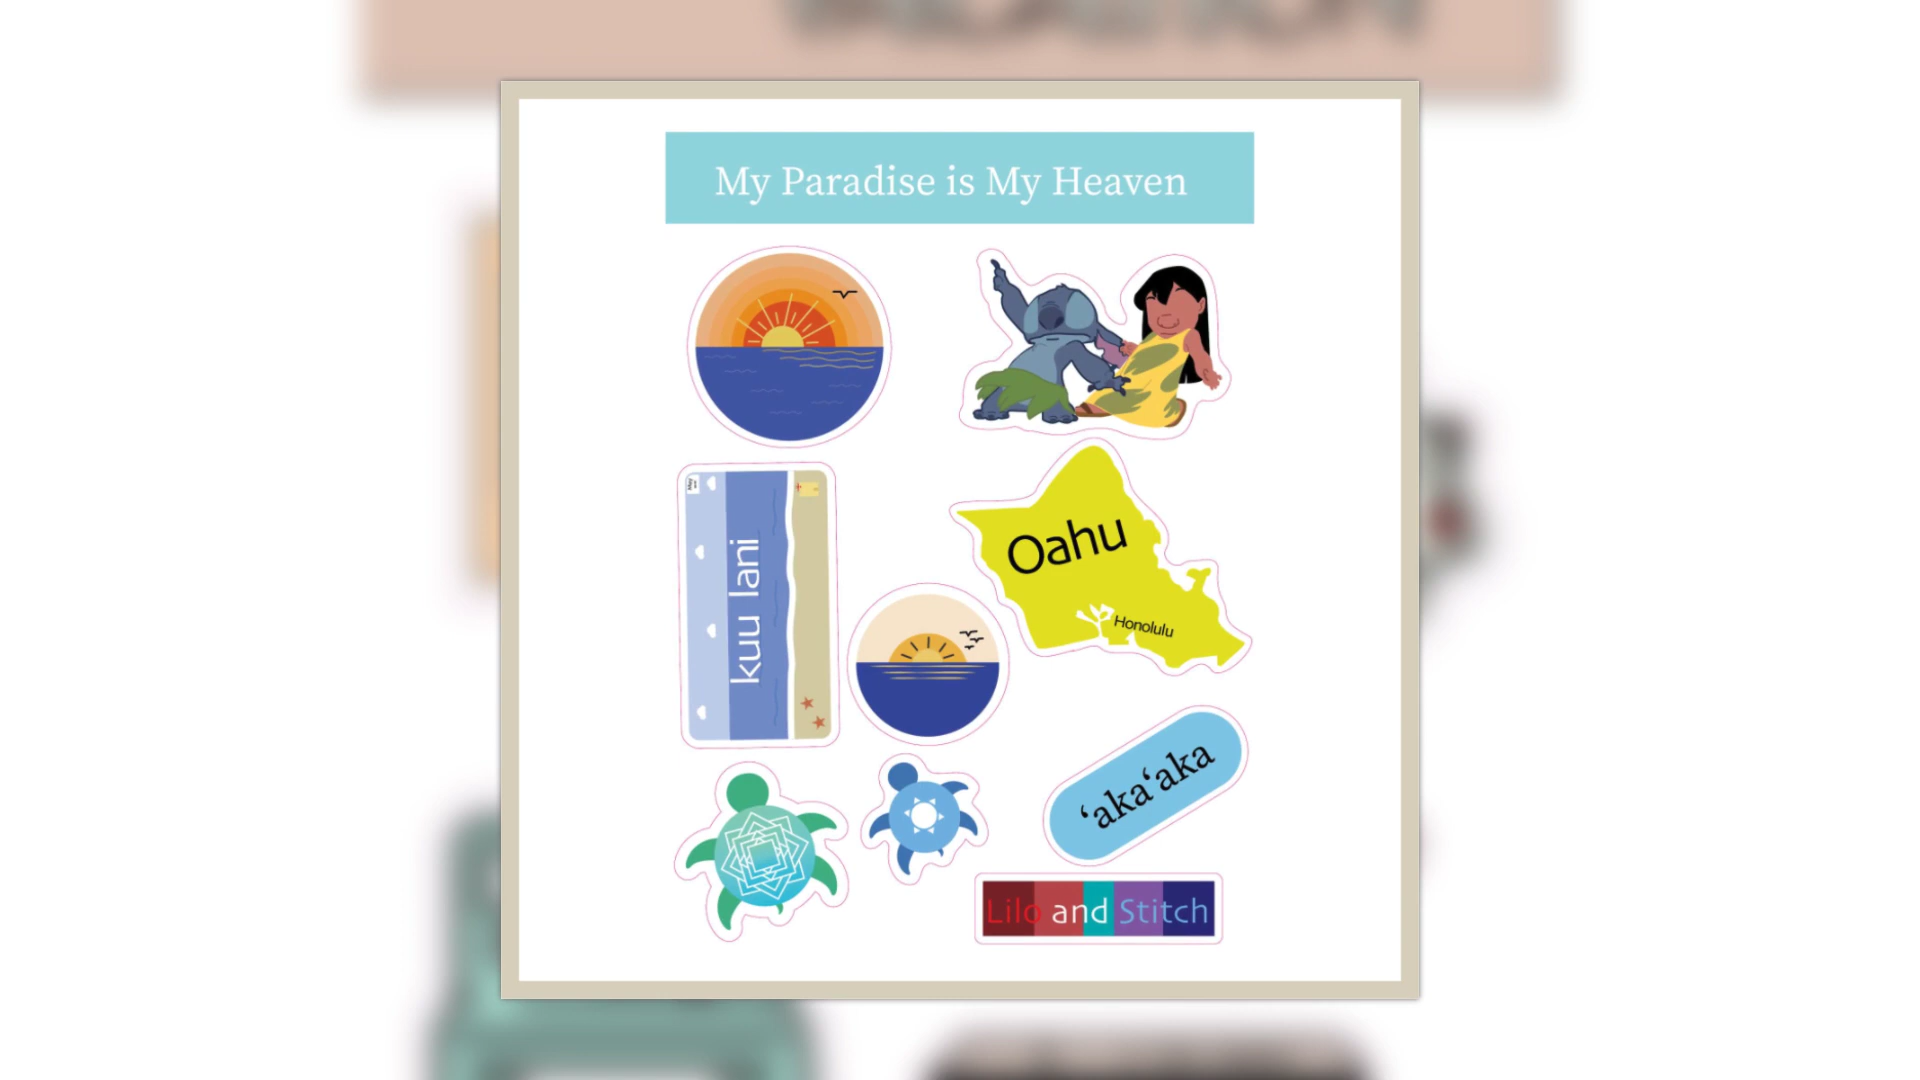 My Paradise is My Heaven
kuu lani
Oahu
Honolulu
ʻakaʻaka
Lilo and Stitch